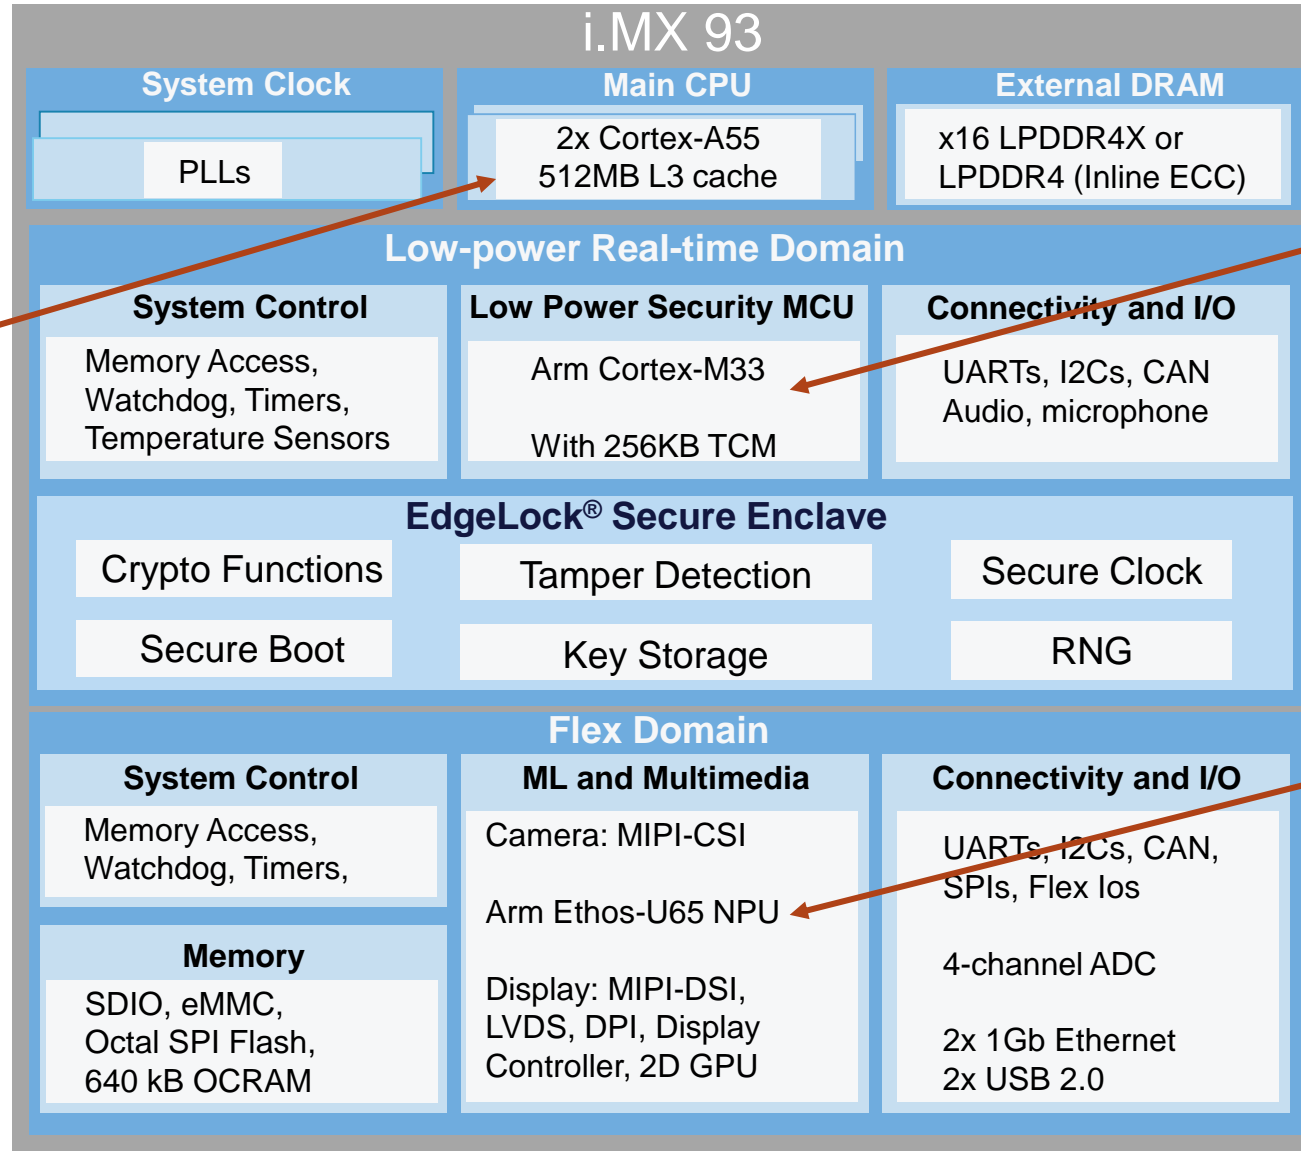 i.MX 93
System Clock
PLLs
Main CPU
2x Cortex-A55
512MB L3 cache
External DRAM
x16 LPDDR4X or
LPDDR4 (Inline ECC)
Low-power Real-time Domain
System Control
Memory Access,
Watchdog, Timers,
Temperature Sensors
Low Power Security MCU
Arm Cortex-M33
With 256KB TCM
Connectivity and I/O
UARTs, I2Cs, CAN
Audio, microphone
EdgeLock® Secure Enclave
Crypto Functions
Tamper Detection
Secure Clock
Secure Boot
Key Storage
RNG
Flex Domain
System Control
Memory Access,
Watchdog, Timers,
Memory
SDIO, eMMC,
Octal SPI Flash,
640 kB OCRAM
ML and Multimedia
Camera: MIPI-CSI
Arm Ethos-U65 NPU
Display: MIPI-DSI,
LVDS, DPI, Display
Controller, 2D GPU
Connectivity and I/O
UARTs, I2Cs, CAN,
SPIs, Flex Ios
4-channel ADC
2x 1Gb Ethernet
2x USB 2.0